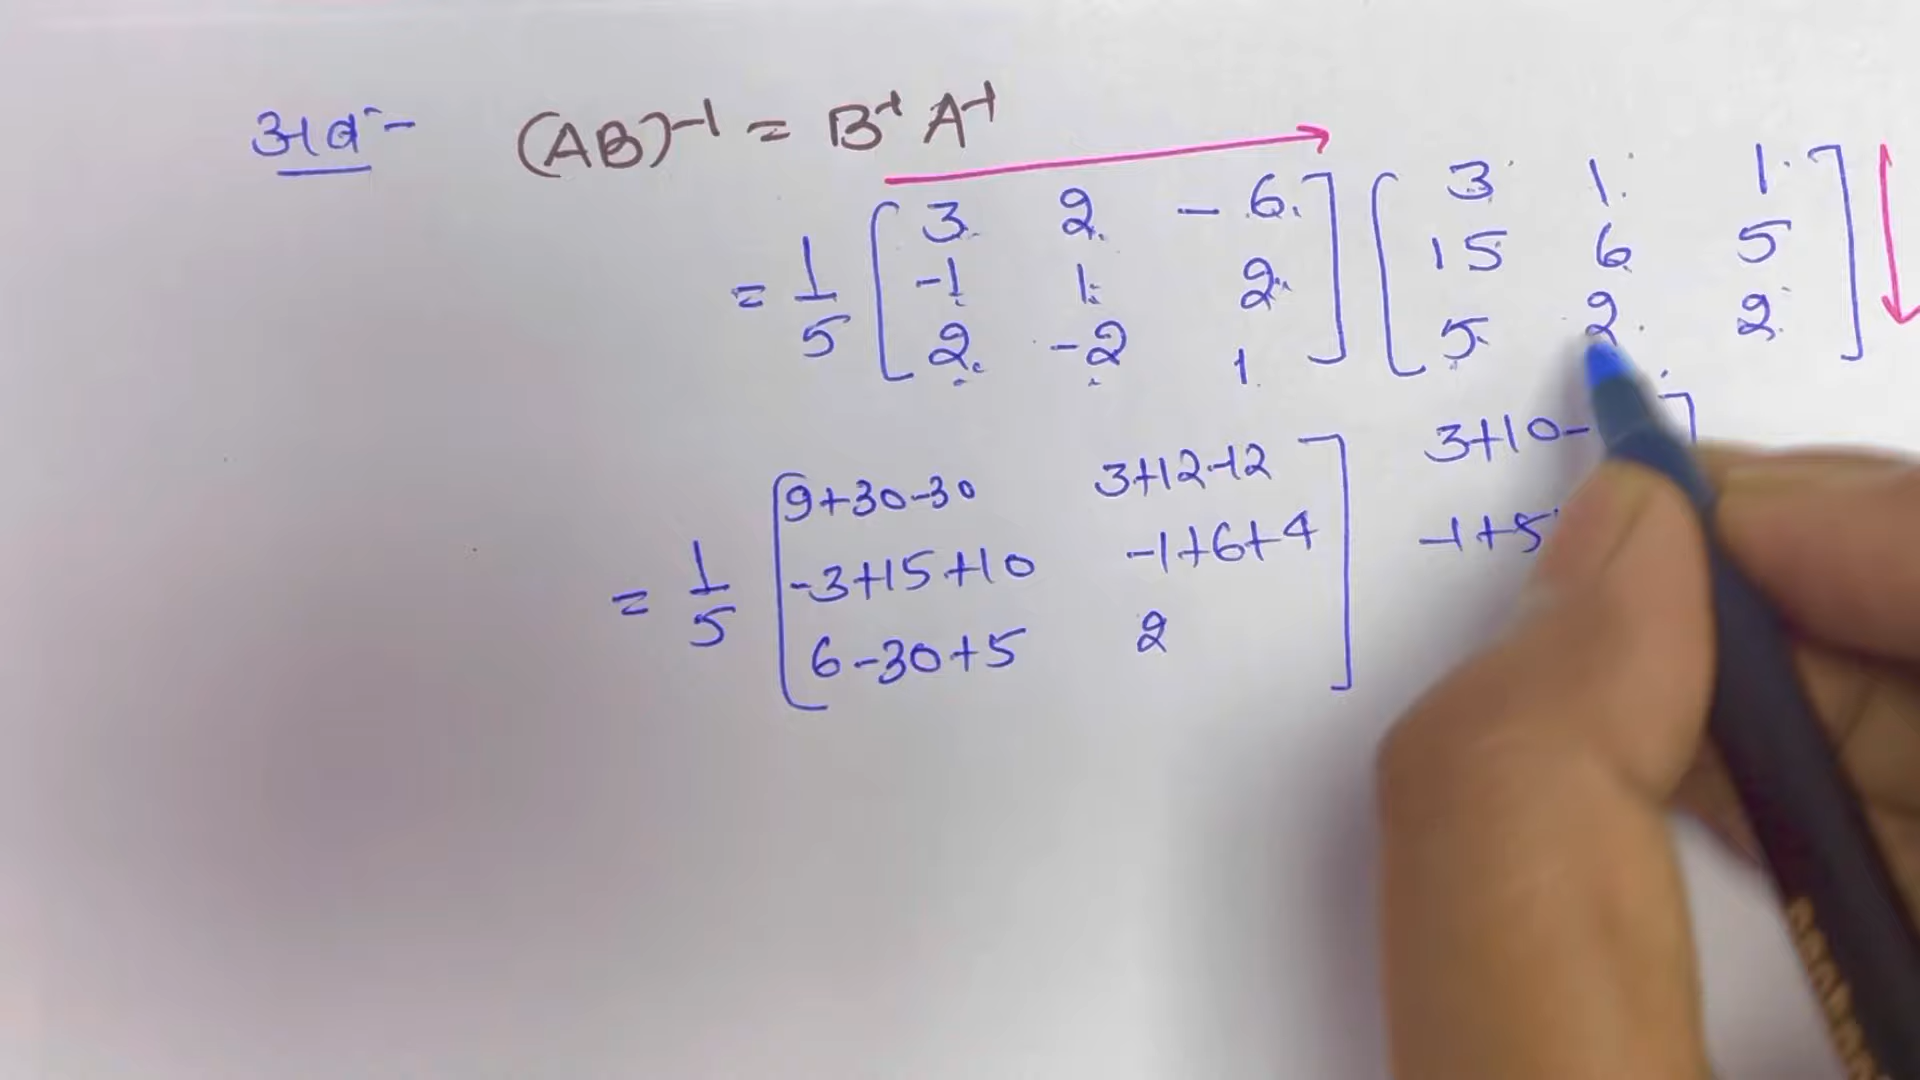 अब :- (AB)⁻¹ = B⁻¹ A⁻¹
= 1/5 [3 2 -6] [3 1 1]
[-1 1 2] [15 6 5]
[2 -2 1] [5 2 2]
= 1/5 [9+30-30 3+12-12] 3+10-
[-3+15+10 -1+6+4] -1+5
[6-30+5 2 ]